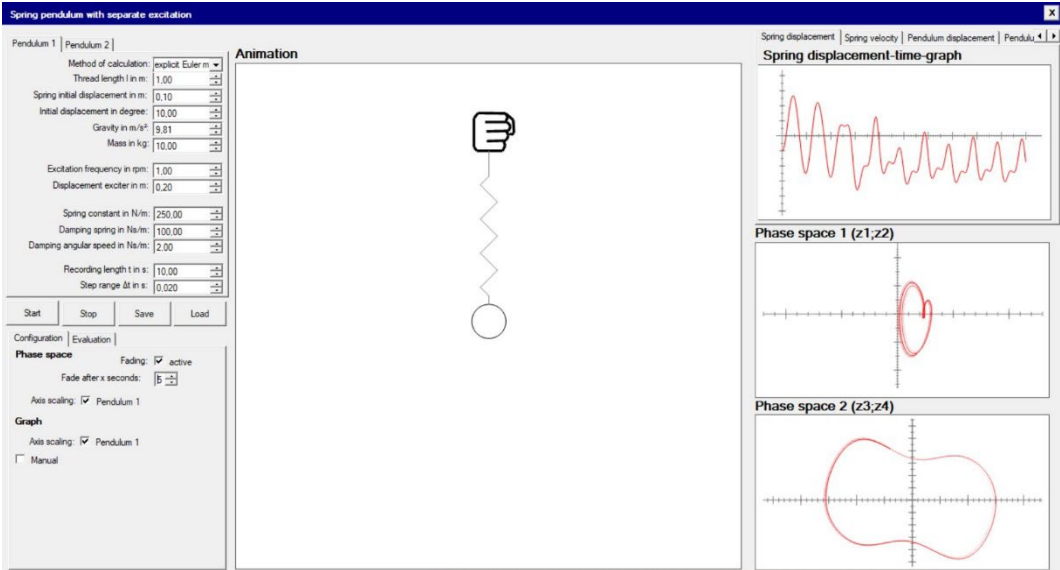 Spring pendulum with separate excitation
x
Pendulum 1 Pendulum 2
Method of calculation: explicit Euler m
Thread length l in m: 1,00
Spring initial displacement in m: 0,10
Initial displacement in degree: 10,00
Gravity in m/s²: 9,81
Mass in kg: 10,00
Excitation frequency in rpm: 1,00
Displacement exciter in m: 0,20
Spring constant in N/m: 250,00
Damping spring in Ns/m: 100,00
Damping angular speed in Ns/m: 2,00
Recording length t in s: 10,00
Step range Δt in s: 0,020
Start Stop Save Load
Configuration Evaluation
Phase space
Fading: active
Fade after x seconds: 5
Axis scaling: Pendulum 1
Graph
Axis scaling: Pendulum 1
Manual
Animation
Spring displacement Spring velocity Pendulum displacement Pendulu
Spring displacement-time-graph
Phase space 1 (z1;z2)
Phase space 2 (z3;z4)